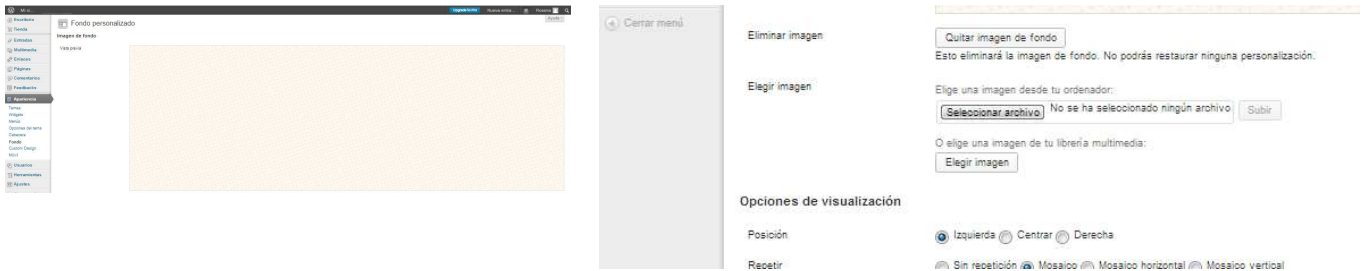 Mi si...
Nueva entra...
Ayuda
Escritorio
Tienda
Entradas
Multimedia
Enlaces
Páginas
Comentarios
Feedbacks
Apariencia
Temas
Widgets
Menús
Opciones del tema
Cabecera
Fondo
Custom Design
Móvil
Usuarios
Herramientas
Ajustes
Fondo personalizado
Imagen de fondo
Vista previa
Cerrar menú
Eliminar imagen
Quitar imagen de fondo
Esto eliminará la imagen de fondo. No podrás restaurar ninguna personalización.
Elegir imagen
Elige una imagen desde tu ordenador:
Seleccionar archivo No se ha seleccionado ningún archivo Subir
O elige una imagen de tu librería multimedia:
Elegir imagen
Opciones de visualización
Posición
Izquierda Centrar Derecha
Repetir
Sin repetición Mosaico Mosaico horizontal Mosaico vertical